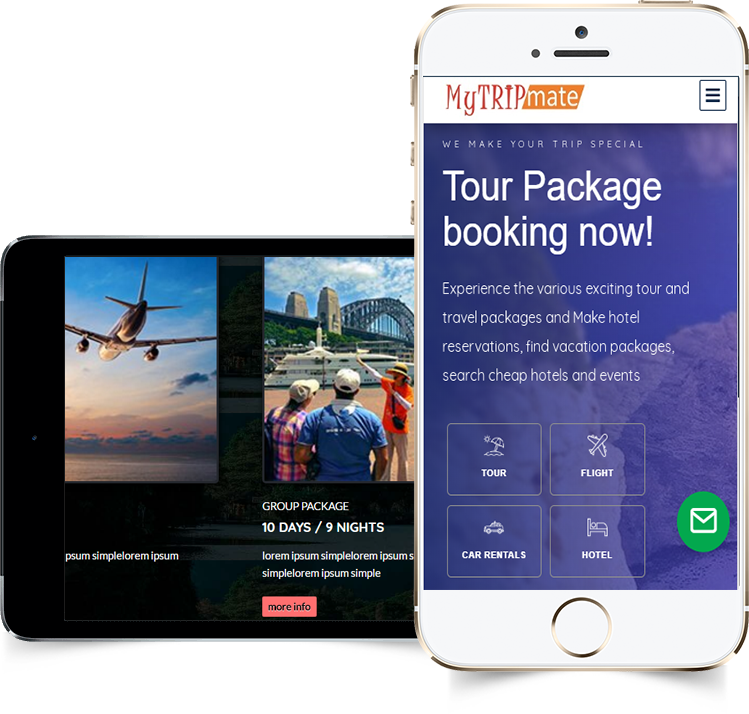 MyTRIPmate
WE MAKE YOUR TRIP SPECIAL
Tour Package
booking now!
Experience the various exciting tour and
travel packages and Make hotel
reservations, find vacation packages,
search cheap hotels and events
TOUR
FLIGHT
CAR RENTALS
HOTEL
psum simplelorem ipsum
GROUP PACKAGE
10 DAYS / 9 NIGHTS
lorem ipsum simplelorem ipsum s
simplelorem ipsum simple
more info